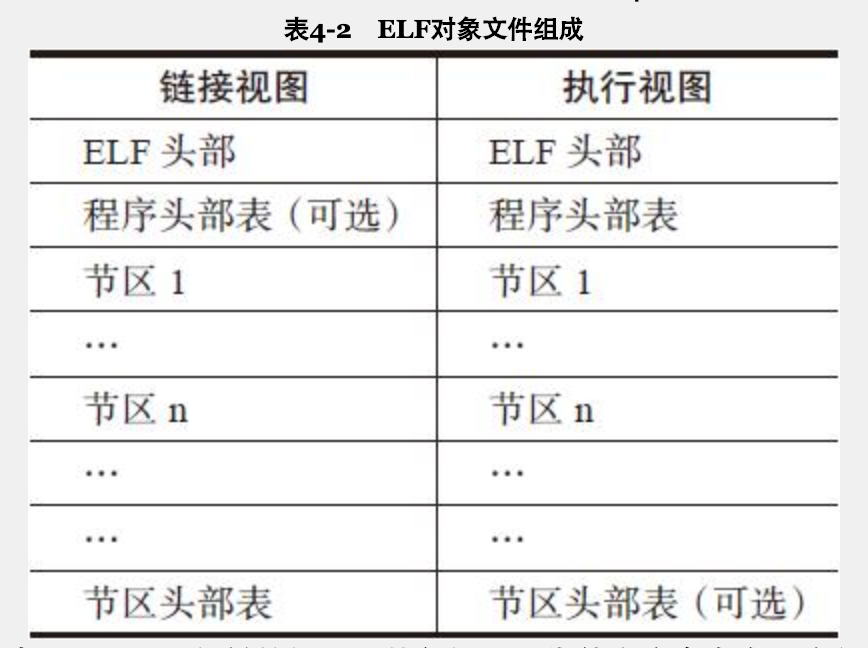 表4-2 ELF对象文件组成
链接视图 执行视图
ELF 头部 ELF 头部
程序头部表（可选） 程序头部表
节区 1 节区 1
… …
节区 n 节区 n
… …
… …
节区头部表 节区头部表（可选）